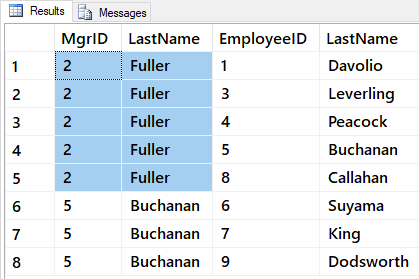 Results Messages
MgrID LastName EmployeeID LastName
1 2 Fuller 1 Davolio
2 2 Fuller 3 Leverling
3 2 Fuller 4 Peacock
4 2 Fuller 5 Buchanan
5 2 Fuller 8 Callahan
6 5 Buchanan 6 Suyama
7 5 Buchanan 7 King
8 5 Buchanan 9 Dodsworth